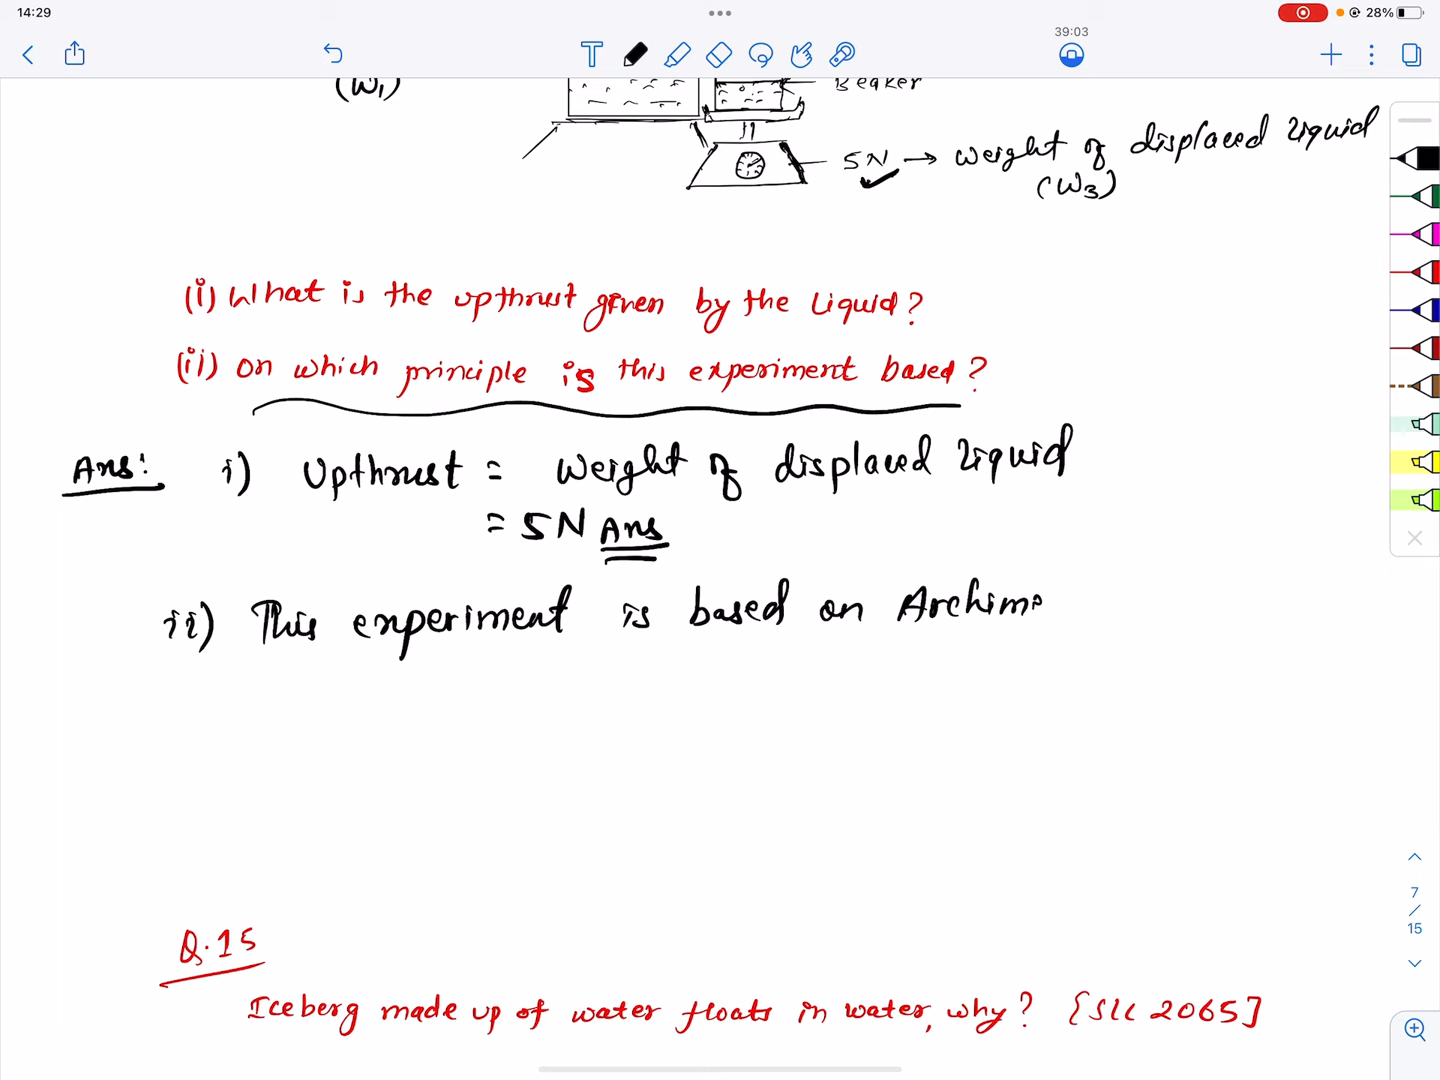 14:29
28%
39:03
(W1)
Beaker
5N → Weight of displaced liquid
(W3)
(i) What is the upthrust given by the liquid?
(ii) On which principle is this experiment based?
Ans: i) Upthrust = Weight of displaced liquid
= 5N Ans
ii) This experiment is based on Archim
7
/
15
Q.15
Iceberg made up of water floats in water, why? [SLC 2065]